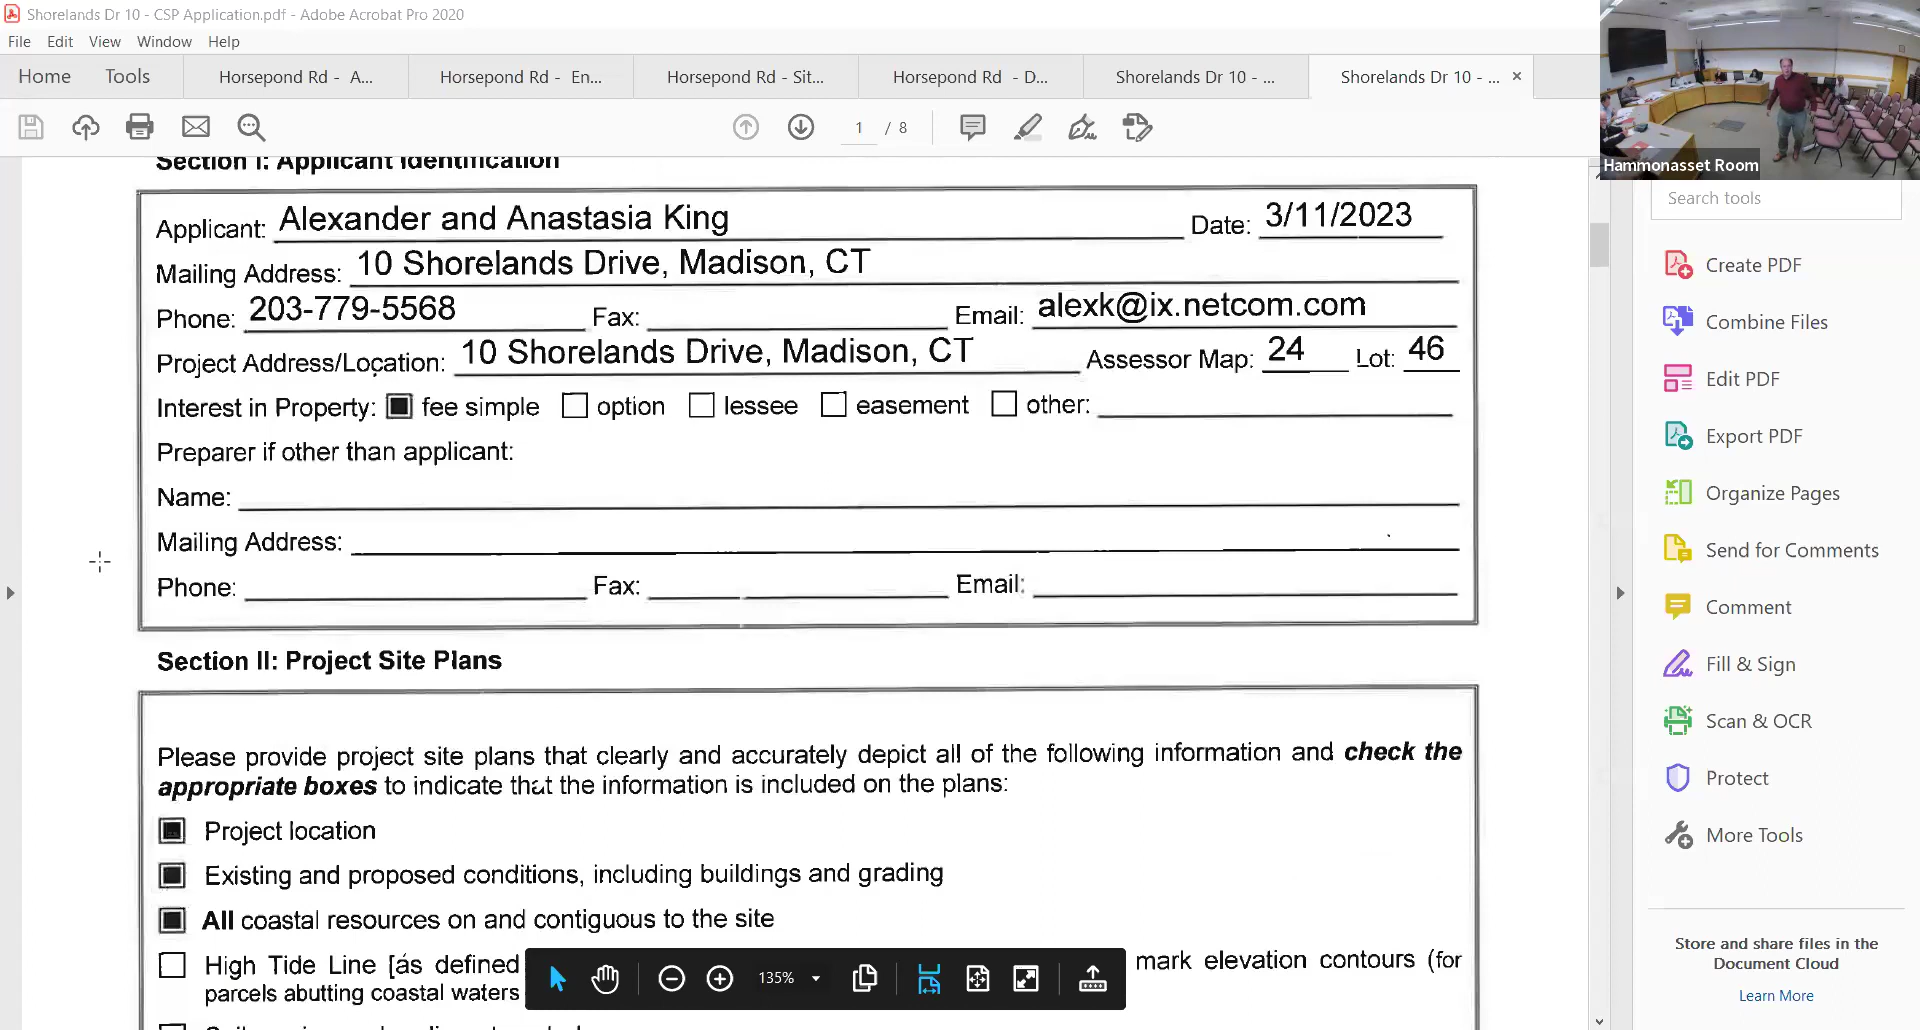 Shorelands Dr 10 - CSP Application.pdf - Adobe Acrobat Pro 2020
File Edit View Window Help
Home Tools Horsepond Rd - A... Horsepond Rd - En... Horsepond Rd - Sit... Horsepond Rd - D... Shorelands Dr 10 - ... Shorelands Dr 10 - ... ×
1 / 8
Hammonasset Room
Section I: Applicant Identification
Applicant: Alexander and Anastasia King Date: 3/11/2023
Mailing Address: 10 Shorelands Drive, Madison, CT
Phone: 203-779-5568 Fax: Email: alexk@ix.netcom.com
Project Address/Location: 10 Shorelands Drive, Madison, CT Assessor Map: 24 Lot: 46
Interest in Property: fee simple option lessee easement other:
Preparer if other than applicant:
Name:
Mailing Address:
Phone: Fax: Email:
Section II: Project Site Plans
Please provide project site plans that clearly and accurately depict all of the following information and check the
appropriate boxes to indicate that the information is included on the plans:
Project location
Existing and proposed conditions, including buildings and grading
All coastal resources on and contiguous to the site
High Tide Line [as defined mark elevation contours (for
parcels abutting coastal waters
135%
Search tools
Create PDF
Combine Files
Edit PDF
Export PDF
Organize Pages
Send for Comments
Comment
Fill & Sign
Scan & OCR
Protect
More Tools
Store and share files in the
Document Cloud
Learn More